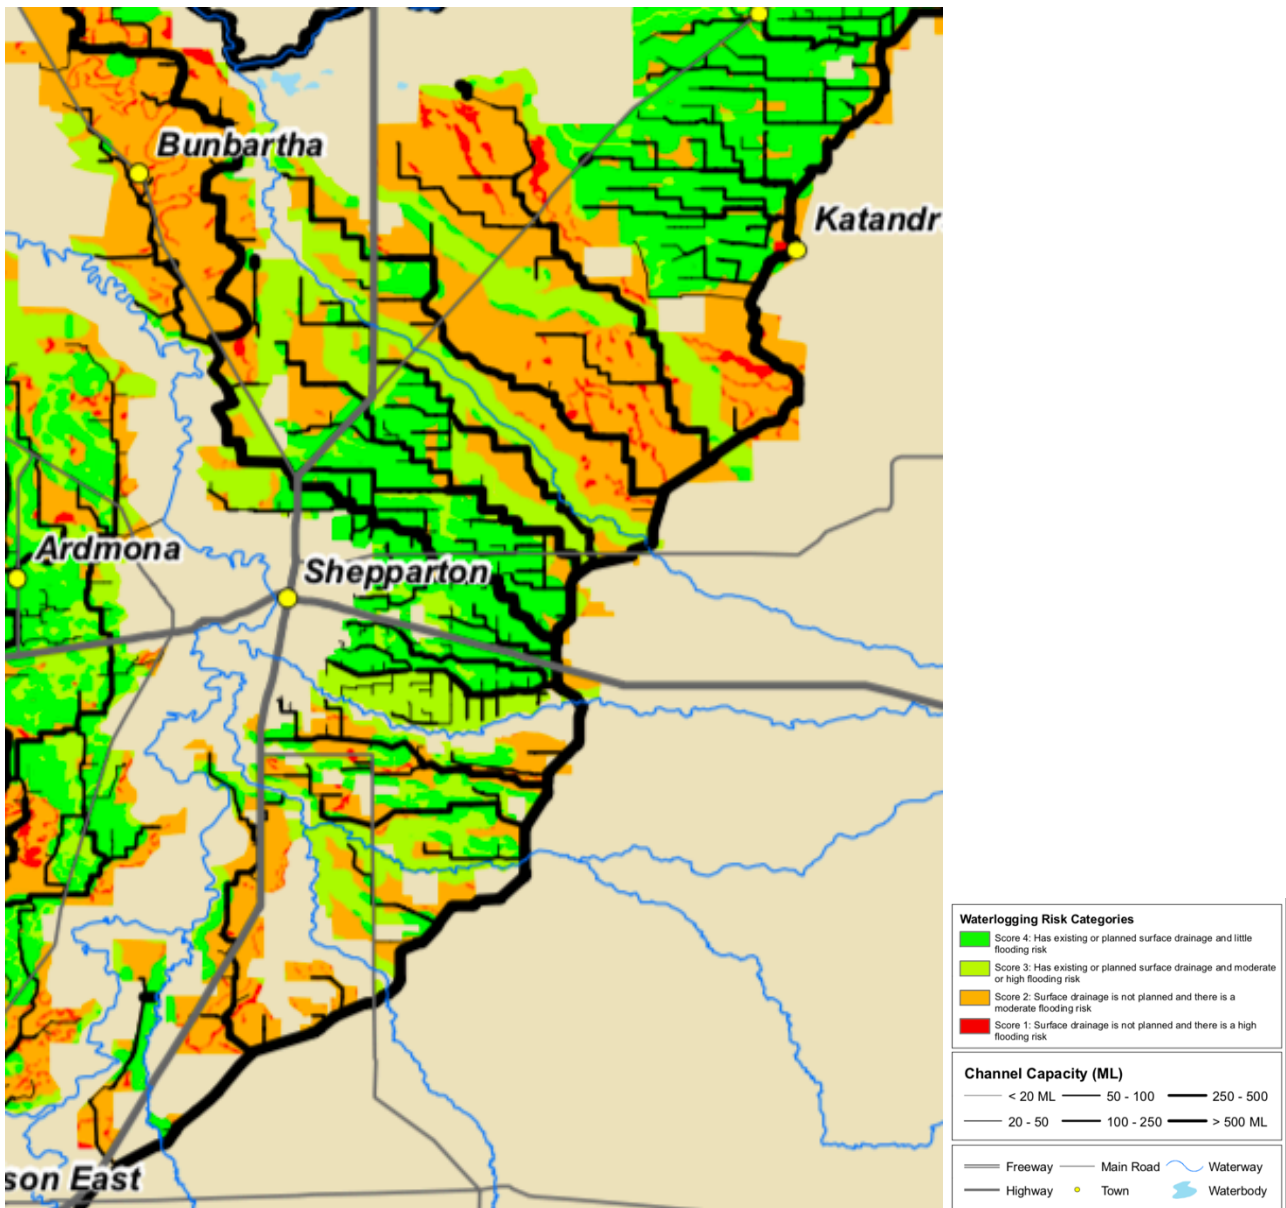 Bunbartha
Katandr
Ardmona
Shepparton
son East
Waterlogging Risk Categories
Score 4: Has existing or planned surface drainage and little
flooding risk
Score 3: Has existing or planned surface drainage and moderate
or high flooding risk
Score 2: Surface drainage is not planned and there is a
moderate flooding risk
Score 1: Surface drainage is not planned and there is a high
flooding risk
Channel Capacity (ML)
< 20 ML 50 - 100 250 - 500
20 - 50 100 - 250 > 500 ML
Freeway Main Road Waterway
Highway Town Waterbody